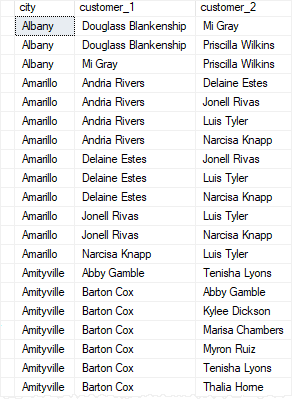 city customer_1 customer_2
Albany Douglass Blankenship Mi Gray
Albany Douglass Blankenship Priscilla Wilkins
Albany Mi Gray Priscilla Wilkins
Amarillo Andria Rivers Delaine Estes
Amarillo Andria Rivers Jonell Rivas
Amarillo Andria Rivers Luis Tyler
Amarillo Andria Rivers Narcisa Knapp
Amarillo Delaine Estes Jonell Rivas
Amarillo Delaine Estes Luis Tyler
Amarillo Delaine Estes Narcisa Knapp
Amarillo Jonell Rivas Luis Tyler
Amarillo Jonell Rivas Narcisa Knapp
Amarillo Narcisa Knapp Luis Tyler
Amityville Abby Gamble Tenisha Lyons
Amityville Barton Cox Abby Gamble
Amityville Barton Cox Kylee Dickson
Amityville Barton Cox Marisa Chambers
Amityville Barton Cox Myron Ruiz
Amityville Barton Cox Tenisha Lyons
Amityville Barton Cox Thalia Horne